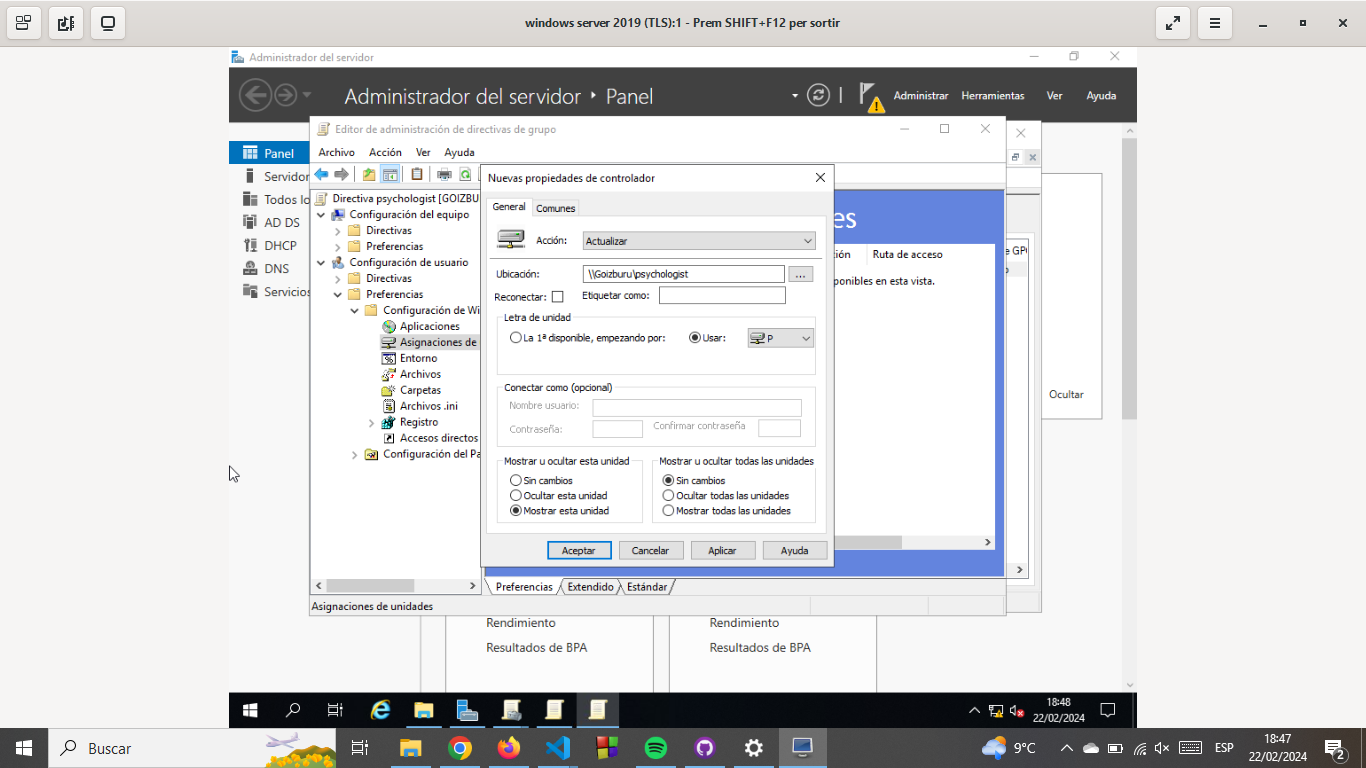 windows server 2019 (TLS):1 - Prem SHIFT+F12 per sortir
Administrador del servidor
Administrador del servidor
Panel
Administrar
Herramientas
Ver
Ayuda
Panel
Servidor
Todos lo
AD DS
DHCP
DNS
Servicios
Editor de administración de directivas de grupo
Archivo
Acción
Ver
Ayuda
Directiva psychologist [GOIZBU
Configuración del equipo
Directivas
Preferencias
Configuración de usuario
Directivas
Preferencias
Configuración de Wi
Aplicaciones
Asignaciones de
Entorno
Archivos
Carpetas
Archivos .ini
Registro
Accesos directos
Configuración del Pa
Nuevas propiedades de controlador
General
Comunes
Acción:
Actualizar
Ubicación:
\\Goizburu\psychologist
...
Reconectar:
Etiquetar como:
Letra de unidad
La 1ª disponible, empezando por:
Usar:
P
Conectar como (opcional)
Nombre usuario:
Contraseña:
Confirmar contraseña
Mostrar u ocultar esta unidad
Sin cambios
Ocultar esta unidad
Mostrar esta unidad
Mostrar u ocultar todas las unidades
Sin cambios
Ocultar todas las unidades
Mostrar todas las unidades
Aceptar
Cancelar
Aplicar
Ayuda
es
ión
Ruta de acceso
ponibles en esta vista.
e GP
Ocultar
Preferencias
Extendido
Estándar
Asignaciones de unidades
Rendimiento
Resultados de BPA
Rendimiento
Resultados de BPA
18:48
22/02/2024
Buscar
9°C
ESP
18:47
22/02/2024
2